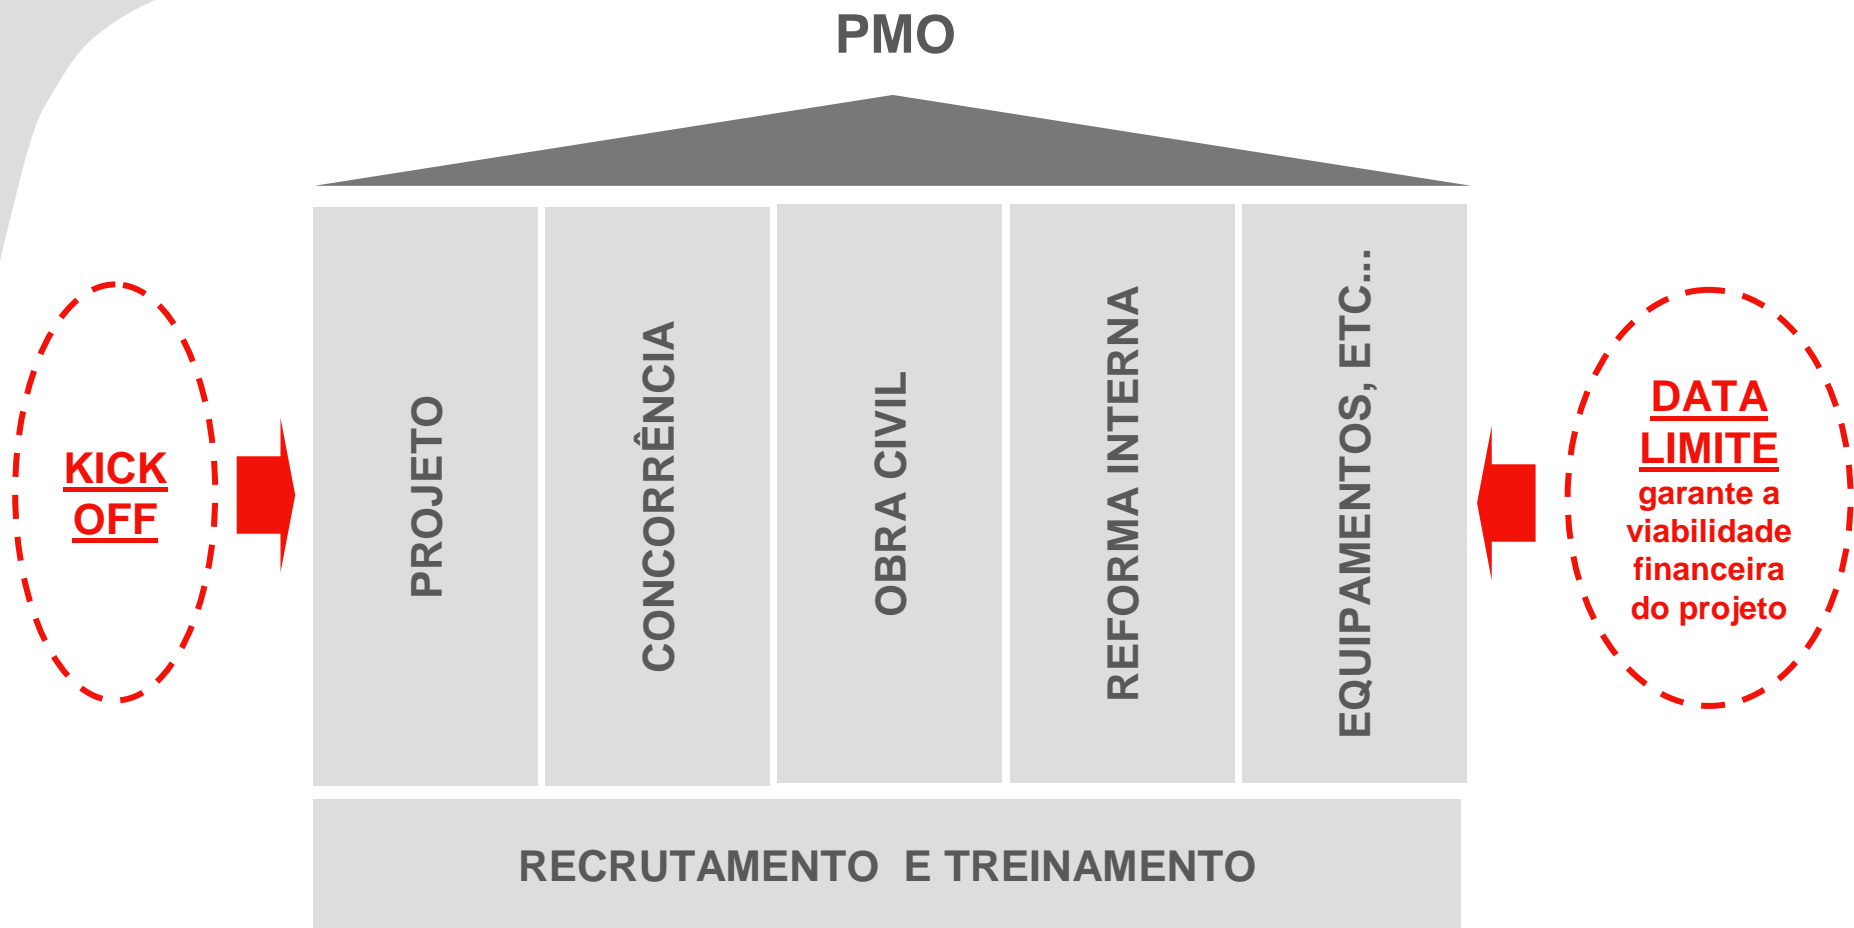 PMO
KICK
OFF
PROJETO
CONCORRÊNCIA
OBRA CIVIL
REFORMA INTERNA
EQUIPAMENTOS, ETC...
DATA
LIMITE
garante a
viabilidade
financeira
do projeto
RECRUTAMENTO  E TREINAMENTO